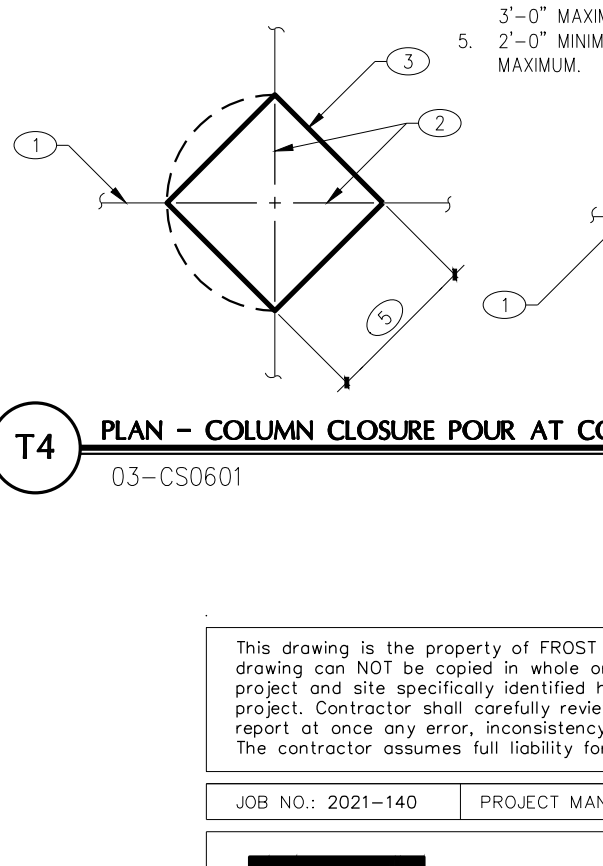 3'-0" MAXIM
5. 2'-0" MINIM
MAXIMUM.
3
2
1
1
5
T4
PLAN - COLUMN CLOSURE POUR AT CO
03-CS0601
This drawing is the property of FROST
drawing can NOT be copied in whole or
project and site specifically identified h
project. Contractor shall carefully revie
report at once any error, inconsistency
The contractor assumes full liability for
JOB NO.: 2021-140 PROJECT MAN